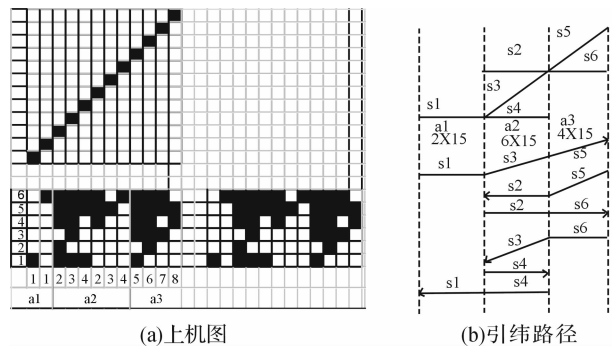 6
5
4
3
2
1
1 1 2 3 4 2 3 4 5 6 7 8
a1 a2 a3
(a)上机图
s5
s2 s6
s3
s1 s4
a1 a2 a3
2X15 6X15 4X15
s1 s3 s5
s2 s5
s2 s6
s3 s6
s4
s1 s4
(b)引纬路径